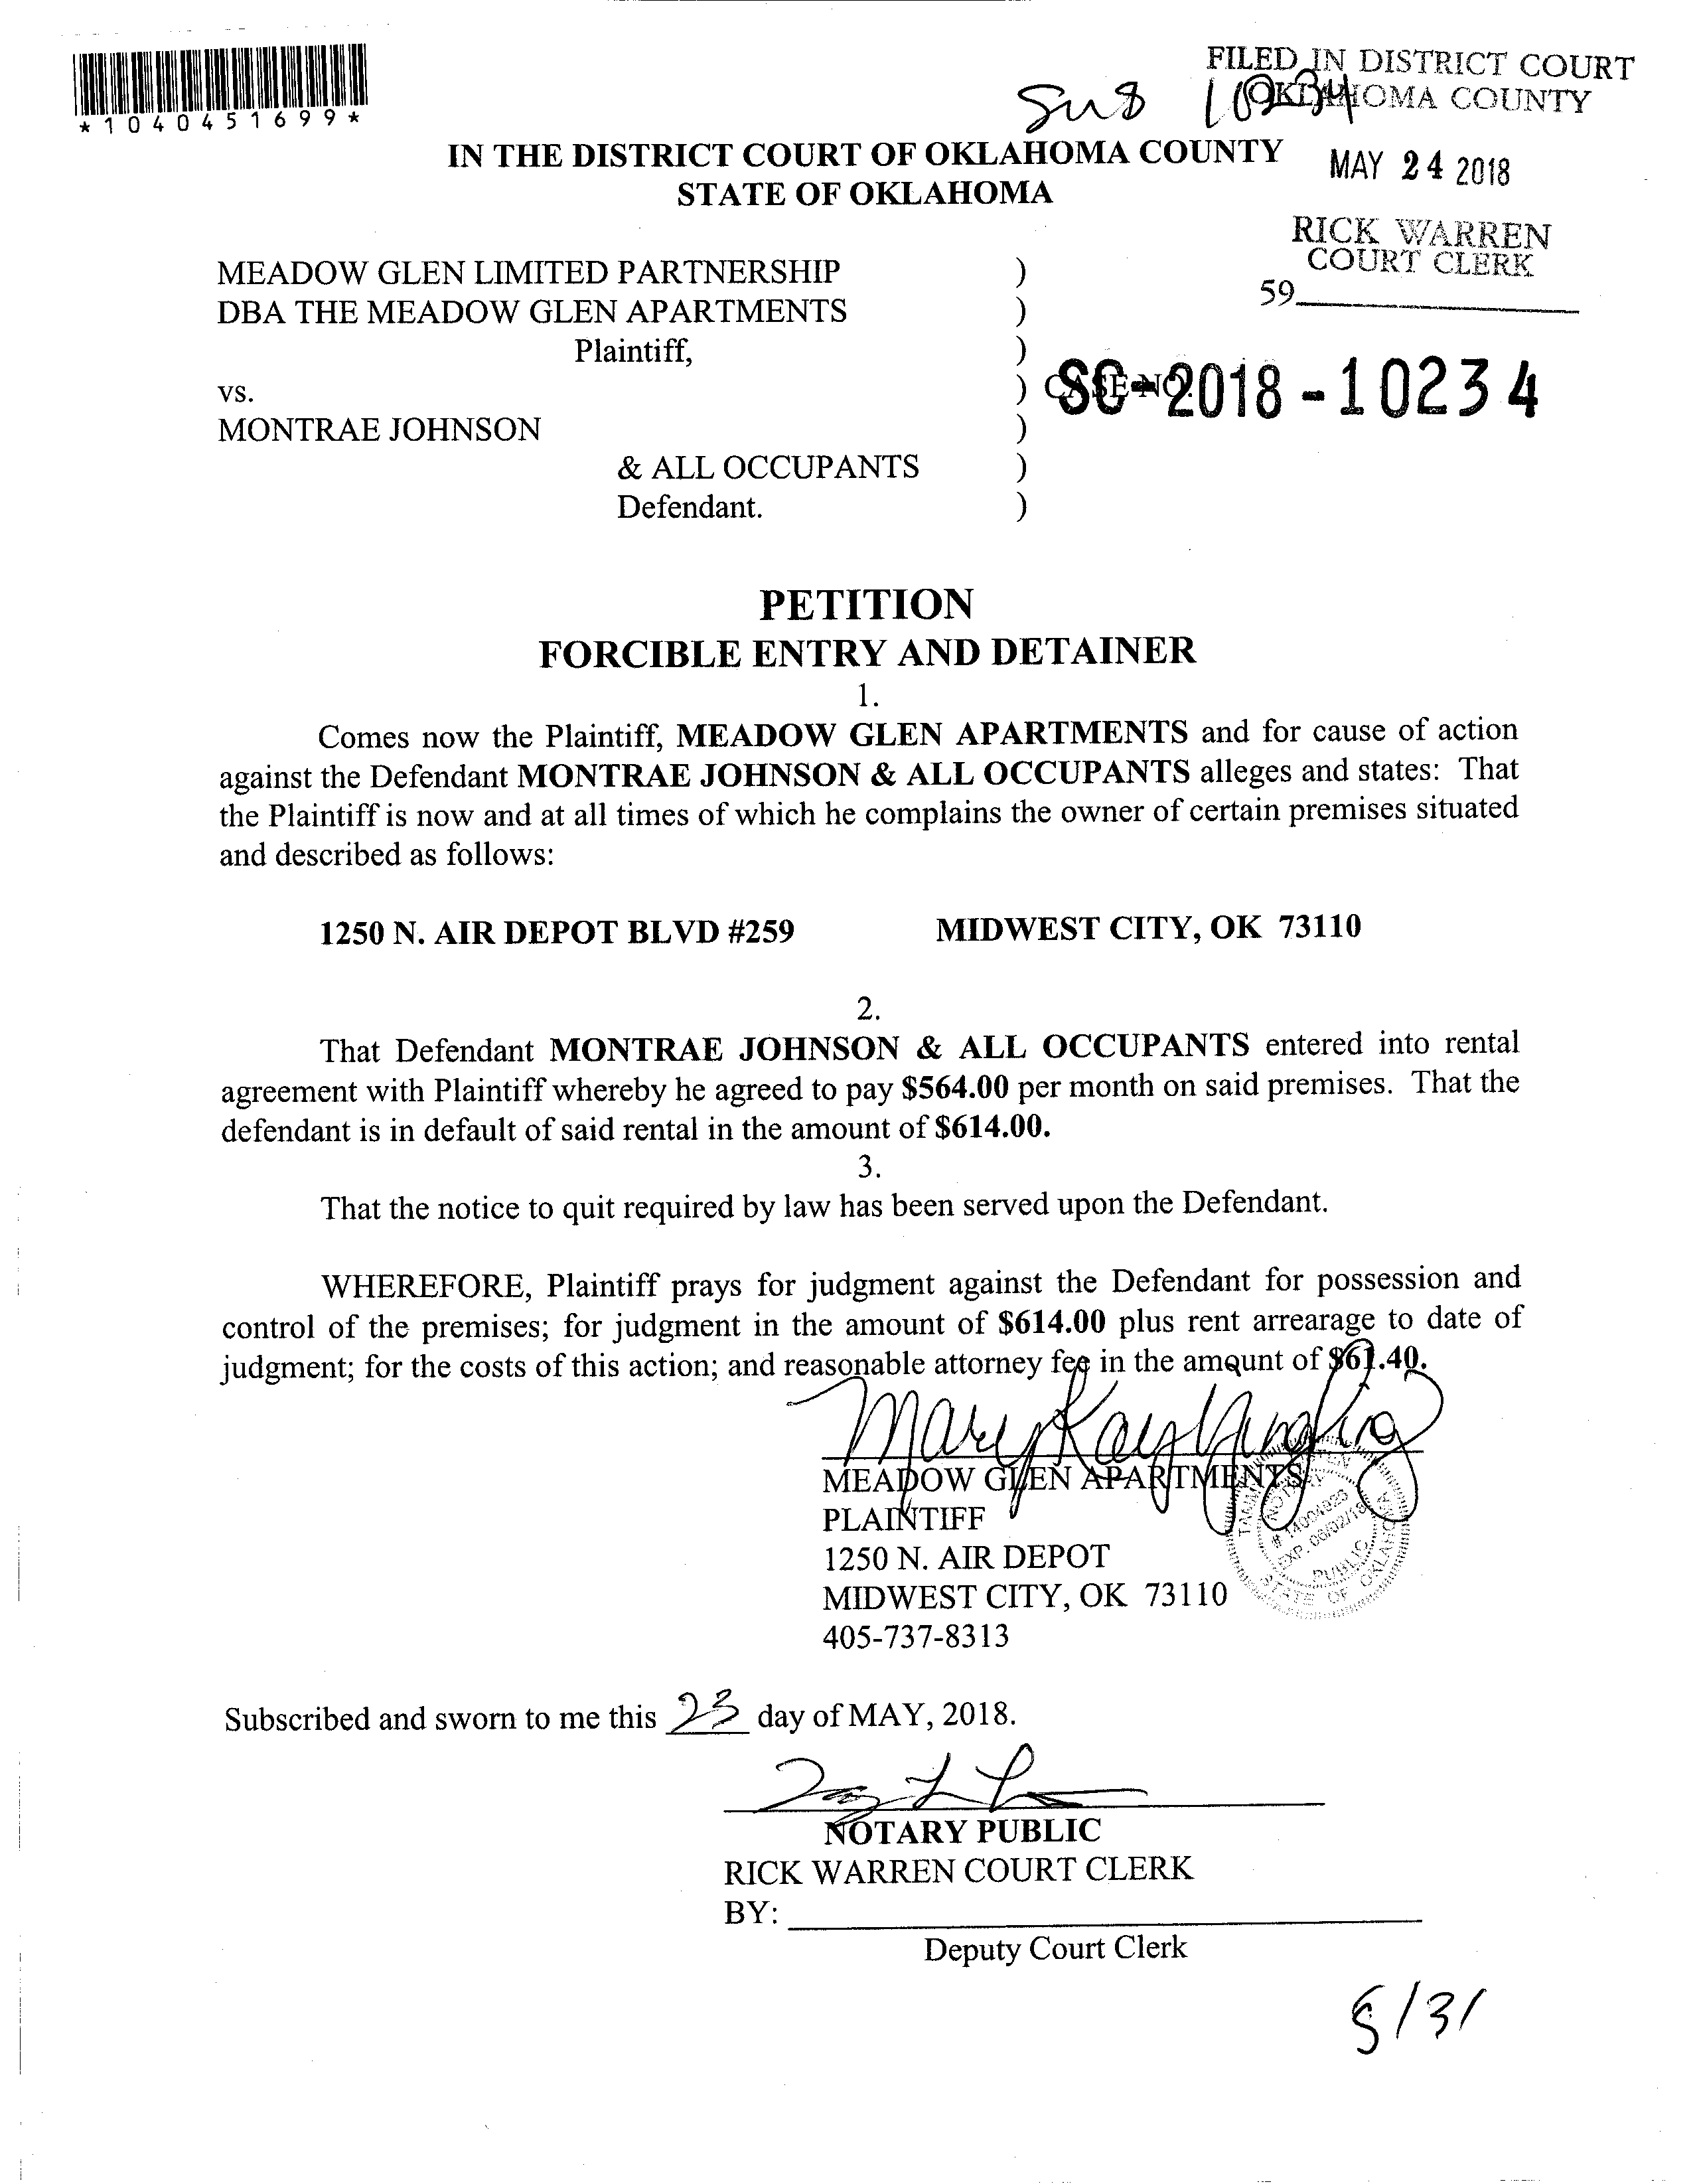 *1040451699*
FILED IN DISTRICT COURT
OKLAHOMA COUNTY
10234
IN THE DISTRICT COURT OF OKLAHOMA COUNTY
STATE OF OKLAHOMA
MAY 24 2018
RICK WARREN
COURT CLERK
59
MEADOW GLEN LIMITED PARTNERSHIP )
DBA THE MEADOW GLEN APARTMENTS )
Plaintiff, )
vs. ) CASE NO. SC-2018-10234
MONTRAE JOHNSON )
& ALL OCCUPANTS )
Defendant. )
PETITION
FORCIBLE ENTRY AND DETAINER
1.
Comes now the Plaintiff, MEADOW GLEN APARTMENTS and for cause of action
against the Defendant MONTRAE JOHNSON & ALL OCCUPANTS alleges and states: That
the Plaintiff is now and at all times of which he complains the owner of certain premises situated
and described as follows:
1250 N. AIR DEPOT BLVD #259 MIDWEST CITY, OK 73110
2.
That Defendant MONTRAE JOHNSON & ALL OCCUPANTS entered into rental
agreement with Plaintiff whereby he agreed to pay $564.00 per month on said premises. That the
defendant is in default of said rental in the amount of $614.00.
3.
That the notice to quit required by law has been served upon the Defendant.
WHEREFORE, Plaintiff prays for judgment against the Defendant for possession and
control of the premises; for judgment in the amount of $614.00 plus rent arrearage to date of
judgment; for the costs of this action; and reasonable attorney fee in the amount of $61.40.
Mary Kay
MEADOW GLEN APARTMENTS
PLAINTIFF
1250 N. AIR DEPOT
MIDWEST CITY, OK 73110
405-737-8313
NOTARY
# 14004923
EXP. 06/02/18
PUBLIC
STATE OF OKLAHOMA
Subscribed and sworn to me this 23 day of MAY, 2018.
NOTARY PUBLIC
RICK WARREN COURT CLERK
BY:
Deputy Court Clerk
5/31